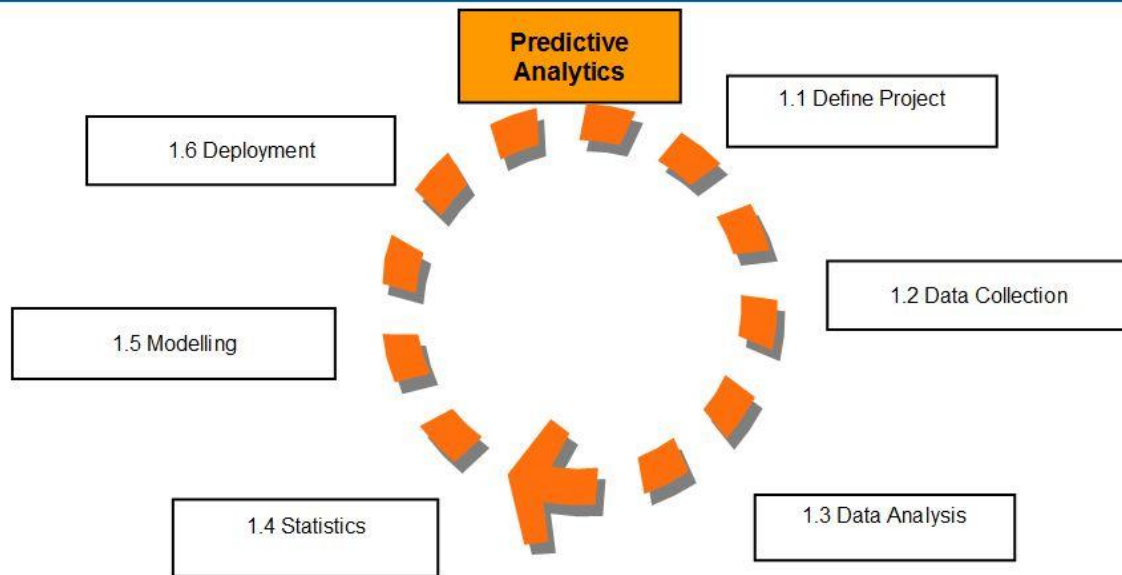 Predictive
Analytics
1.1 Define Project
1.2 Data Collection
1.3 Data Analysis
1.4 Statistics
1.5 Modelling
1.6 Deployment